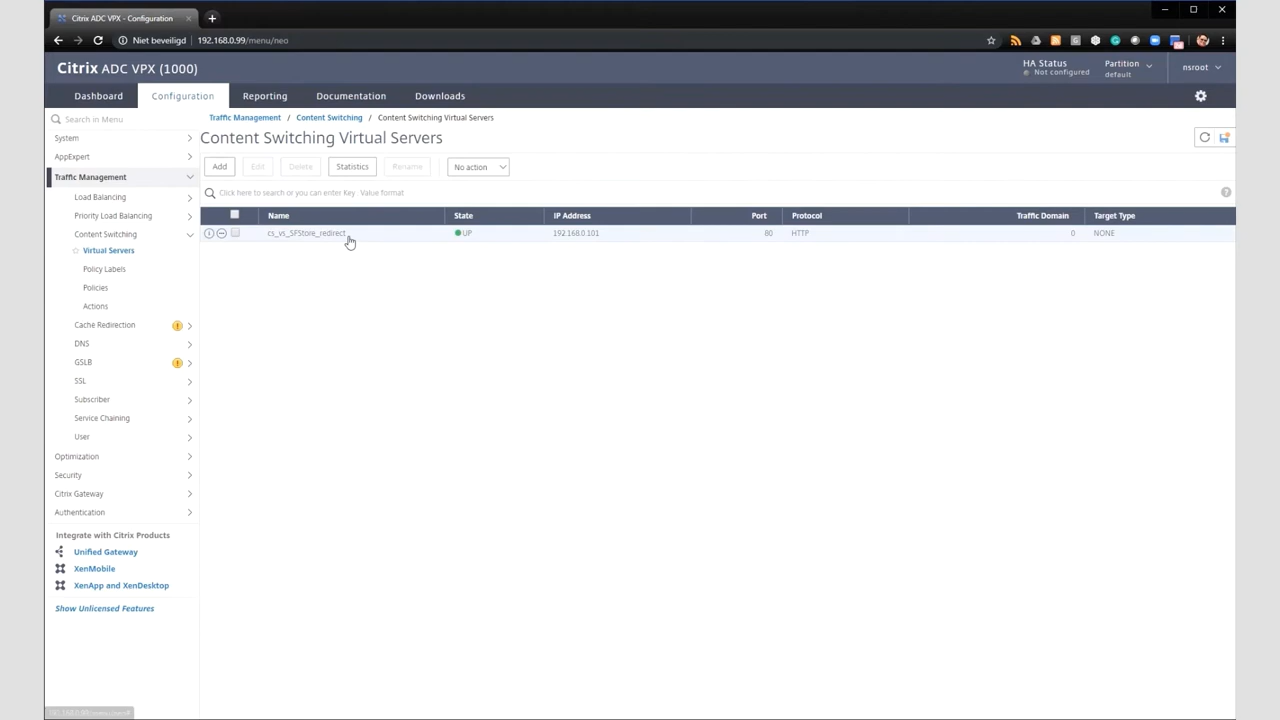 Citrix ADC VPX - Configuration
Niet beveiligd 192.168.0.99/menu/neo
Citrix ADC VPX (1000)
HA Status
Not configured
Partition
default
nsroot
Dashboard Configuration Reporting Documentation Downloads
Search in Menu
System
AppExpert
Traffic Management
Load Balancing
Priority Load Balancing
Content Switching
Virtual Servers
Policy Labels
Policies
Actions
Cache Redirection
DNS
GSLB
SSL
Subscriber
Service Chaining
User
Optimization
Security
Citrix Gateway
Authentication
Integrate with Citrix Products
Unified Gateway
XenMobile
XenApp and XenDesktop
Show Unlicensed Features
Traffic Management / Content Switching / Content Switching Virtual Servers
Content Switching Virtual Servers
Add Edit Delete Statistics Rename No action
Click here to search or you can enter Key : Value format
Name State IP Address Port Protocol Traffic Domain Target Type
cs_vs_SFStore_redirect UP 192.168.0.101 80 HTTP 0 NONE